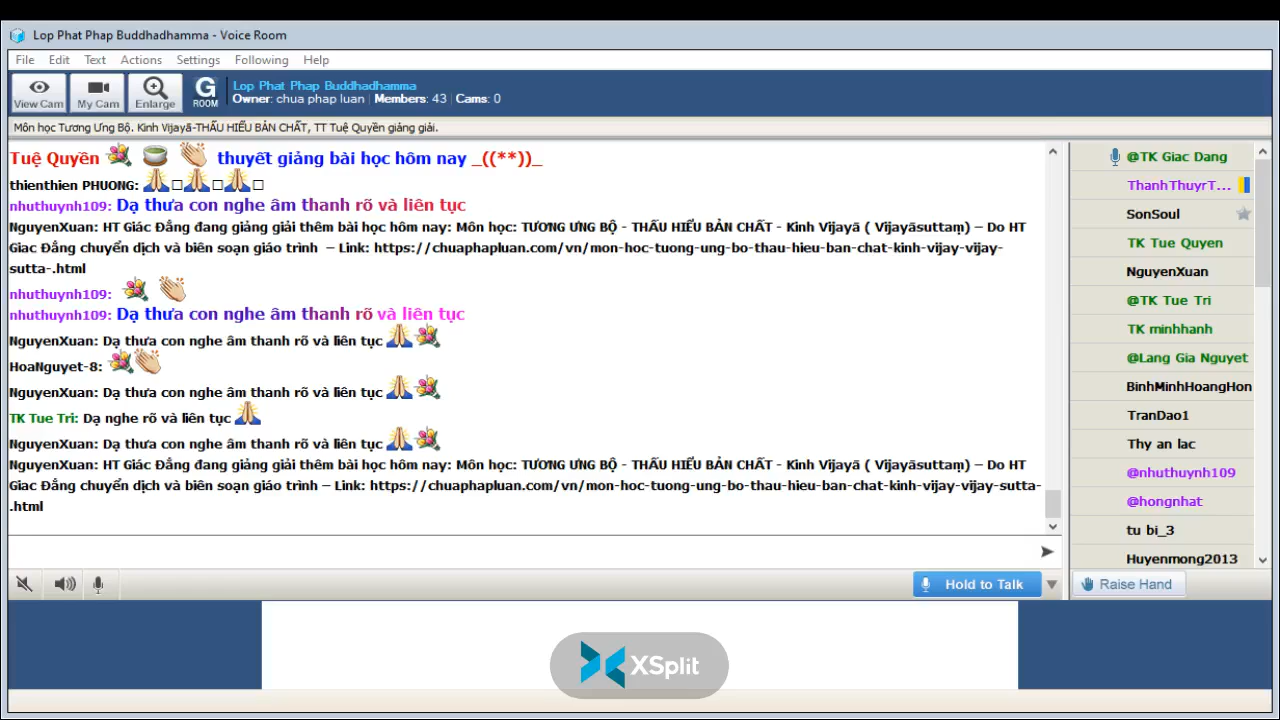 Lop Phat Phap Buddhadhamma - Voice Room
File Edit Text Actions Settings Following Help
View Cam My Cam Enlarge G ROOM
Lop Phat Phap Buddhadhamma
Owner: chua phap luan | Members: 43 | Cams: 0
Môn học Tương Ưng Bộ. Kinh Vijayā-THẤU HIỂU BẢN CHẤT, TT Tuệ Quyền giảng giải.
Tuệ Quyền thuyết giảng bài học hôm nay _((**))_
thienthien PHUONG:
nhuthuynh109: Dạ thưa con nghe âm thanh rõ và liên tục
NguyenXuan: HT Giác Đẳng đang giảng giải thêm bài học hôm nay: Môn học: TƯƠNG ƯNG BỘ - THẤU HIỂU BẢN CHẤT - Kinh Vijayā ( Vijayāsuttaṃ) – Do HT
Giac Đẳng chuyển dịch và biên soạn giáo trình – Link: https://chuaphapluan.com/vn/mon-hoc-tuong-ung-bo-thau-hieu-ban-chat-kinh-vijay-vijay-
sutta-.html
nhuthuynh109:
nhuthuynh109: Dạ thưa con nghe âm thanh rõ và liên tục
NguyenXuan: Dạ thưa con nghe âm thanh rõ và liên tục
HoaNguyet-8:
NguyenXuan: Dạ thưa con nghe âm thanh rõ và liên tục
TK Tue Tri: Dạ nghe rõ và liên tục
NguyenXuan: Dạ thưa con nghe âm thanh rõ và liên tục
NguyenXuan: HT Giác Đẳng đang giảng giải thêm bài học hôm nay: Môn học: TƯƠNG ƯNG BỘ - THẤU HIỂU BẢN CHẤT - Kinh Vijayā ( Vijayāsuttaṃ) – Do HT
Giac Đẳng chuyển dịch và biên soạn giáo trình – Link: https://chuaphapluan.com/vn/mon-hoc-tuong-ung-bo-thau-hieu-ban-chat-kinh-vijay-vijay-sutta-
.html
@TK Giac Dang
ThanhThuyrT...
SonSoul
TK Tue Quyen
NguyenXuan
@TK Tue Tri
TK minhhanh
@Lang Gia Nguyet
BinhMinhHoangHon
TranDao1
Thy an lac
@nhuthuynh109
@hongnhat
tu bi_3
Huyenmong2013
Hold to Talk
Raise Hand
XSplit